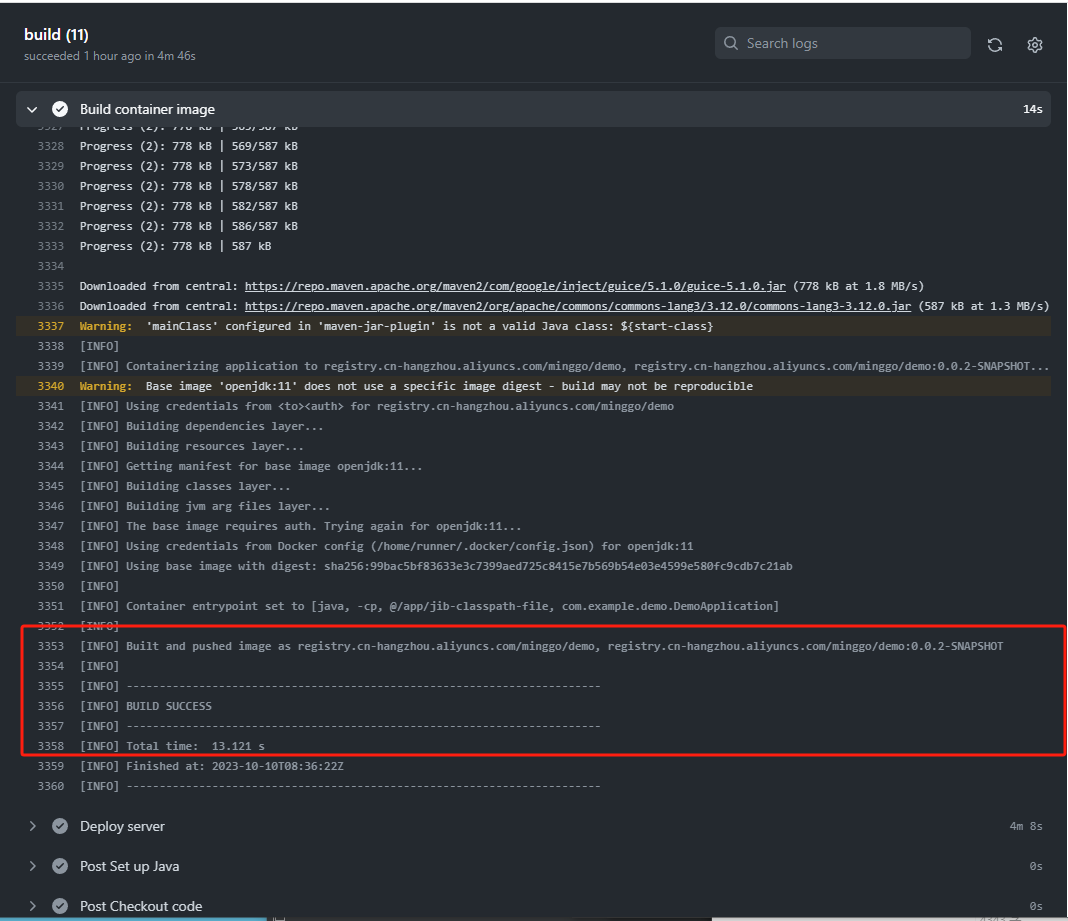 build (11)
succeeded 1 hour ago in 4m 46s
Search logs
Build container image 14s
3327 Progress (2): 778 kB | 565/587 kB
3328 Progress (2): 778 kB | 569/587 kB
3329 Progress (2): 778 kB | 573/587 kB
3330 Progress (2): 778 kB | 578/587 kB
3331 Progress (2): 778 kB | 582/587 kB
3332 Progress (2): 778 kB | 586/587 kB
3333 Progress (2): 778 kB | 587 kB
3334
3335 Downloaded from central: https://repo.maven.apache.org/maven2/com/google/inject/guice/5.1.0/guice-5.1.0.jar (778 kB at 1.8 MB/s)
3336 Downloaded from central: https://repo.maven.apache.org/maven2/org/apache/commons/commons-lang3/3.12.0/commons-lang3-3.12.0.jar (587 kB at 1.3 MB/s)
3337 Warning: 'mainClass' configured in 'maven-jar-plugin' is not a valid Java class: ${start-class}
3338 [INFO]
3339 [INFO] Containerizing application to registry.cn-hangzhou.aliyuncs.com/minggo/demo, registry.cn-hangzhou.aliyuncs.com/minggo/demo:0.0.2-SNAPSHOT...
3340 Warning: Base image 'openjdk:11' does not use a specific image digest - build may not be reproducible
3341 [INFO] Using credentials from <to><auth> for registry.cn-hangzhou.aliyuncs.com/minggo/demo
3342 [INFO] Building dependencies layer...
3343 [INFO] Building resources layer...
3344 [INFO] Getting manifest for base image openjdk:11...
3345 [INFO] Building classes layer...
3346 [INFO] Building jvm arg files layer...
3347 [INFO] The base image requires auth. Trying again for openjdk:11...
3348 [INFO] Using credentials from Docker config (/home/runner/.docker/config.json) for openjdk:11
3349 [INFO] Using base image with digest: sha256:99bac5bf83633e3c7399aed725c8415e7b569b54e03e4599e580fc9cdb7c21ab
3350 [INFO]
3351 [INFO] Container entrypoint set to [java, -cp, @/app/jib-classpath-file, com.example.demo.DemoApplication]
3352 [INFO]
3353 [INFO] Built and pushed image as registry.cn-hangzhou.aliyuncs.com/minggo/demo, registry.cn-hangzhou.aliyuncs.com/minggo/demo:0.0.2-SNAPSHOT
3354 [INFO]
3355 [INFO] ------------------------------------------------------------------------
3356 [INFO] BUILD SUCCESS
3357 [INFO] ------------------------------------------------------------------------
3358 [INFO] Total time:  13.121 s
3359 [INFO] Finished at: 2023-10-10T08:36:22Z
3360 [INFO] ------------------------------------------------------------------------
Deploy server 4m 8s
Post Set up Java 0s
Post Checkout code 0s